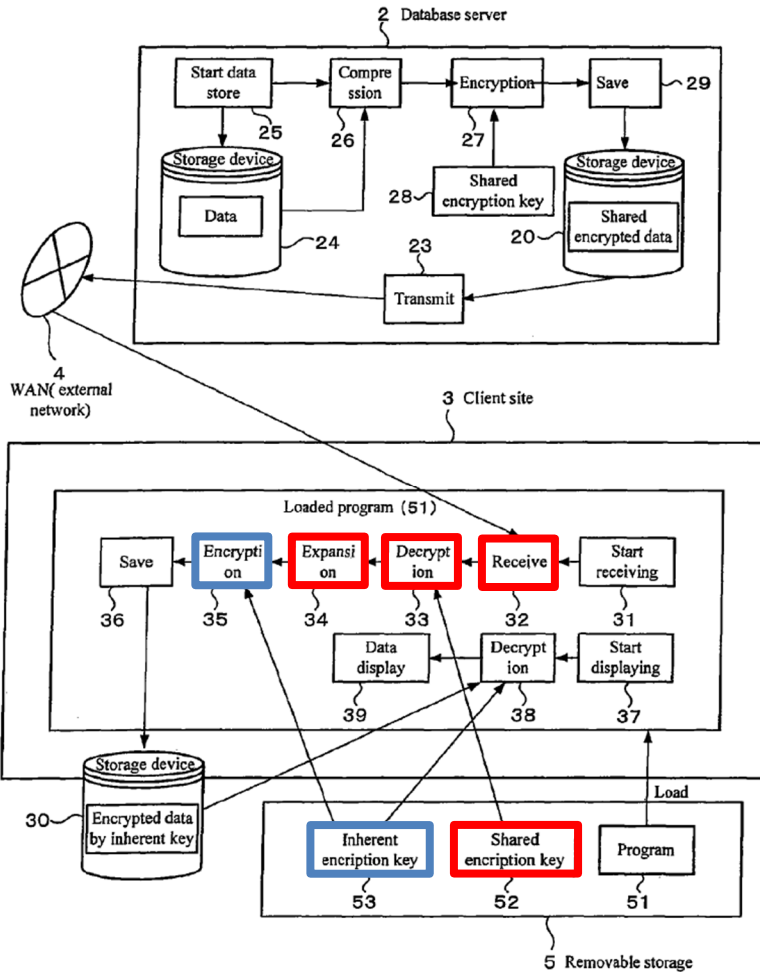 2 Database server
Start data
store
Compre
ssion
Encryption
Save
29
25
26
27
Storage device
Data
24
28
Shared
encryption key
Storage device
Shared
encrypted data
20
23
Transmit
4
WAN( external
network)
3 Client site
Loaded program (51)
Save
Encrypti
on
Expansi
on
Decrypt
ion
Receive
Start
receiving
36
35
34
33
32
31
Data
display
Decrypt
ion
Start
displaying
39
38
37
Storage device
Encrypted data
by inherent key
30
Load
Inherent
encription key
Shared
encription key
Program
53
52
51
5 Removable storage